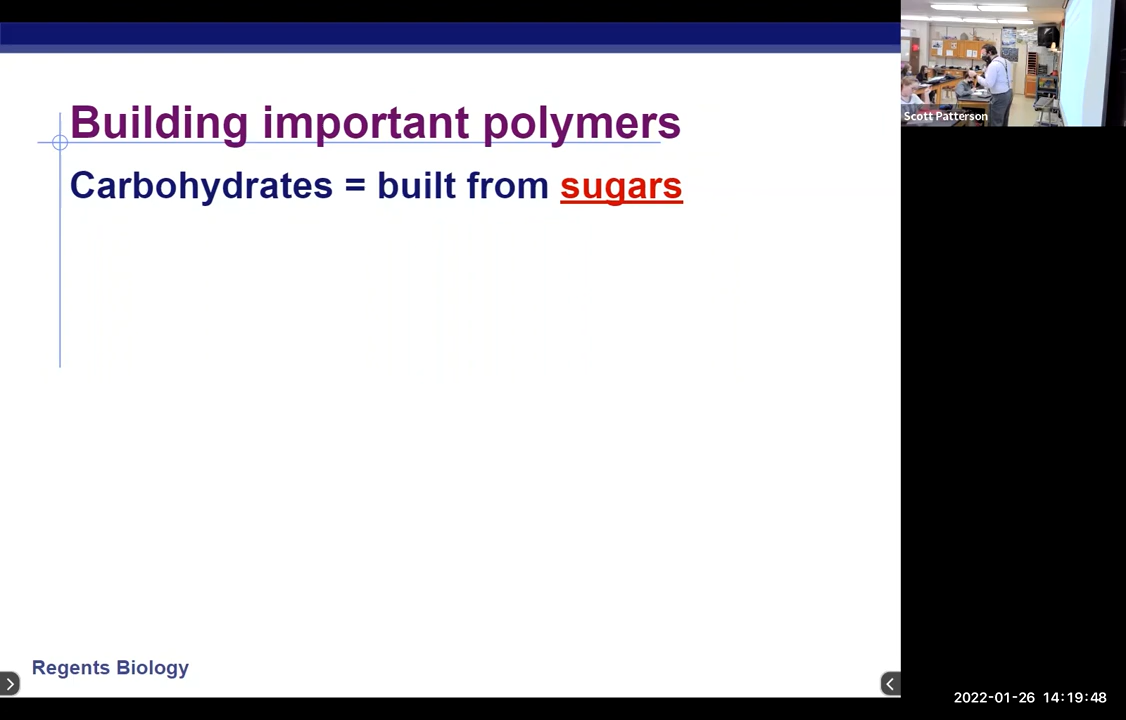 Building important polymers
Carbohydrates = built from sugars
Regents Biology
Scott Patterson
2022-01-26 14:19:48